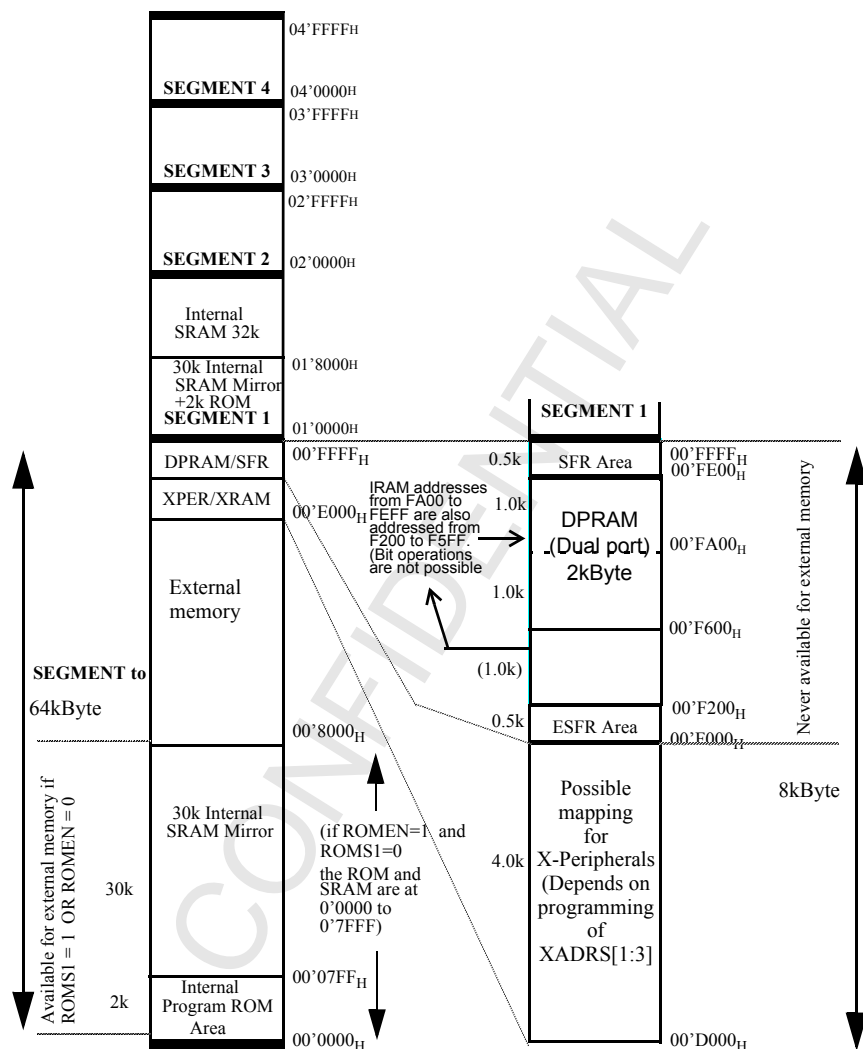 04'FFFFH
SEGMENT 4
04'0000H
03'FFFFH
SEGMENT 3
03'0000H
02'FFFFH
SEGMENT 2
02'0000H
Internal
SRAM 32k
30k Internal
SRAM Mirror
+2k ROM
SEGMENT 1
01'8000H
01'0000H
DPRAM/SFR
00'FFFFH
XPER/XRAM
00'E000H
External
memory
SEGMENT to
64kByte
00'8000H
30k Internal
SRAM Mirror
Available for external memory if
ROMS1 = 1 OR ROMEN = 0
30k
2k
(if ROMEN=1 and
ROMS1=0
the ROM and
SRAM are at
0'0000 to
0'7FFF)
00'07FFH
Internal
Program ROM
Area
00'0000H
SEGMENT 1
0.5k
SFR Area
00'FFFFH
00'FE00H
IRAM addresses
from FA00 to
FEFF are also
addressed from
F200 to F5FF.
(Bit operations
are not possible
1.0k
DPRAM
(Dual port)
2kByte
00'FA00H
1.0k
00'F600H
(1.0k)
00'F200H
0.5k
ESFR Area
00'F000H
Never available for external memory
8kByte
4.0k
Possible
mapping
for
X-Peripherals
(Depends on
programming
of
XADRS[1:3]
00'D000H
CONFIDENTIAL